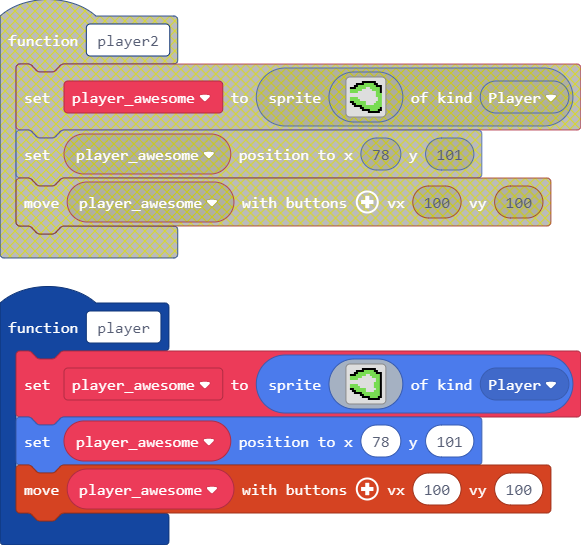 function player2
set player_awesome to sprite of kind Player
set player_awesome position to x 78 y 101
move player_awesome with buttons vx 100 vy 100
function player
set player_awesome to sprite of kind Player
set player_awesome position to x 78 y 101
move player_awesome with buttons vx 100 vy 100